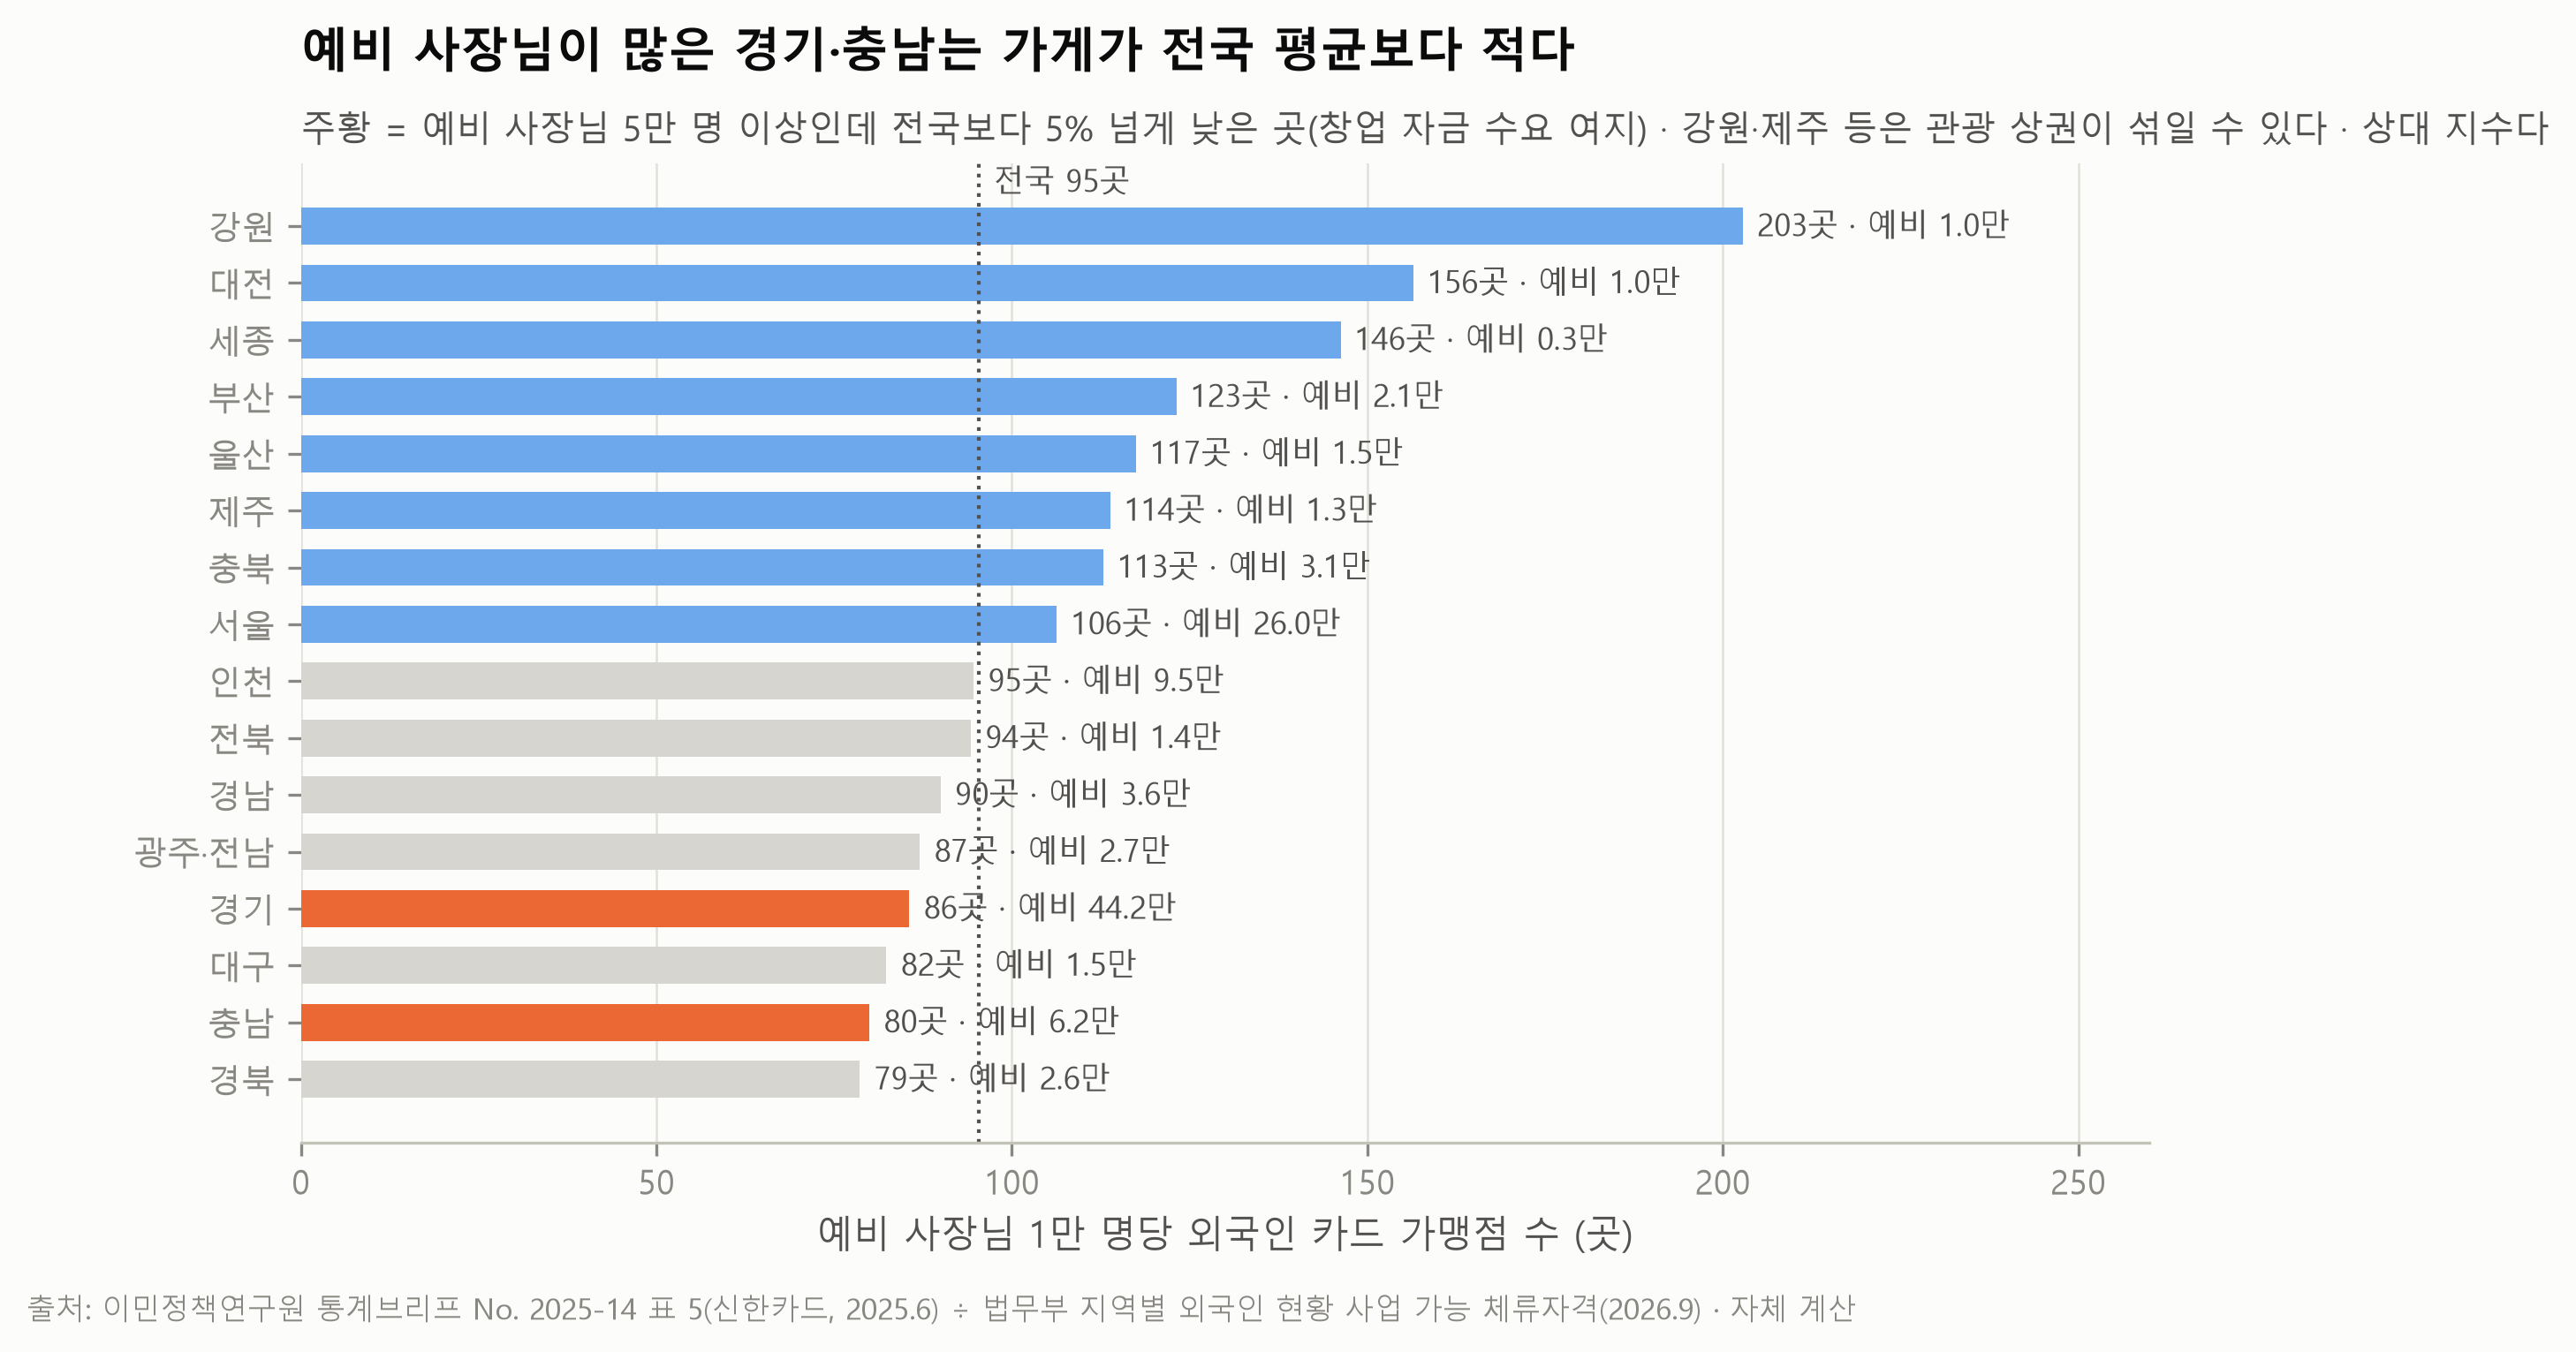 예비 사장님이 많은 경기·충남는 가게가 전국 평균보다 적다
주황 = 예비 사장님 5만 명 이상인데 전국보다 5% 넘게 낮은 곳(창업 자금 수요 여지) · 강원·제주 등은 관광 상권이 섞일 수 있다 · 상대 지수다
전국 95곳
강원 203곳 · 예비 1.0만
대전 156곳 · 예비 1.0만
세종 146곳 · 예비 0.3만
부산 123곳 · 예비 2.1만
울산 117곳 · 예비 1.5만
제주 114곳 · 예비 1.3만
충북 113곳 · 예비 3.1만
서울 106곳 · 예비 26.0만
인천 95곳 · 예비 9.5만
전북 94곳 · 예비 1.4만
경남 90곳 · 예비 3.6만
광주·전남 87곳 · 예비 2.7만
경기 86곳 · 예비 44.2만
대구 82곳 · 예비 1.5만
충남 80곳 · 예비 6.2만
경북 79곳 · 예비 2.6만
0 50 100 150 200 250
예비 사장님 1만 명당 외국인 카드 가맹점 수 (곳)
출처: 이민정책연구원 통계브리프 No. 2025-14 표 5(신한카드, 2025.6) ÷ 법무부 지역별 외국인 현황 사업 가능 체류자격(2026.9) · 자체 계산